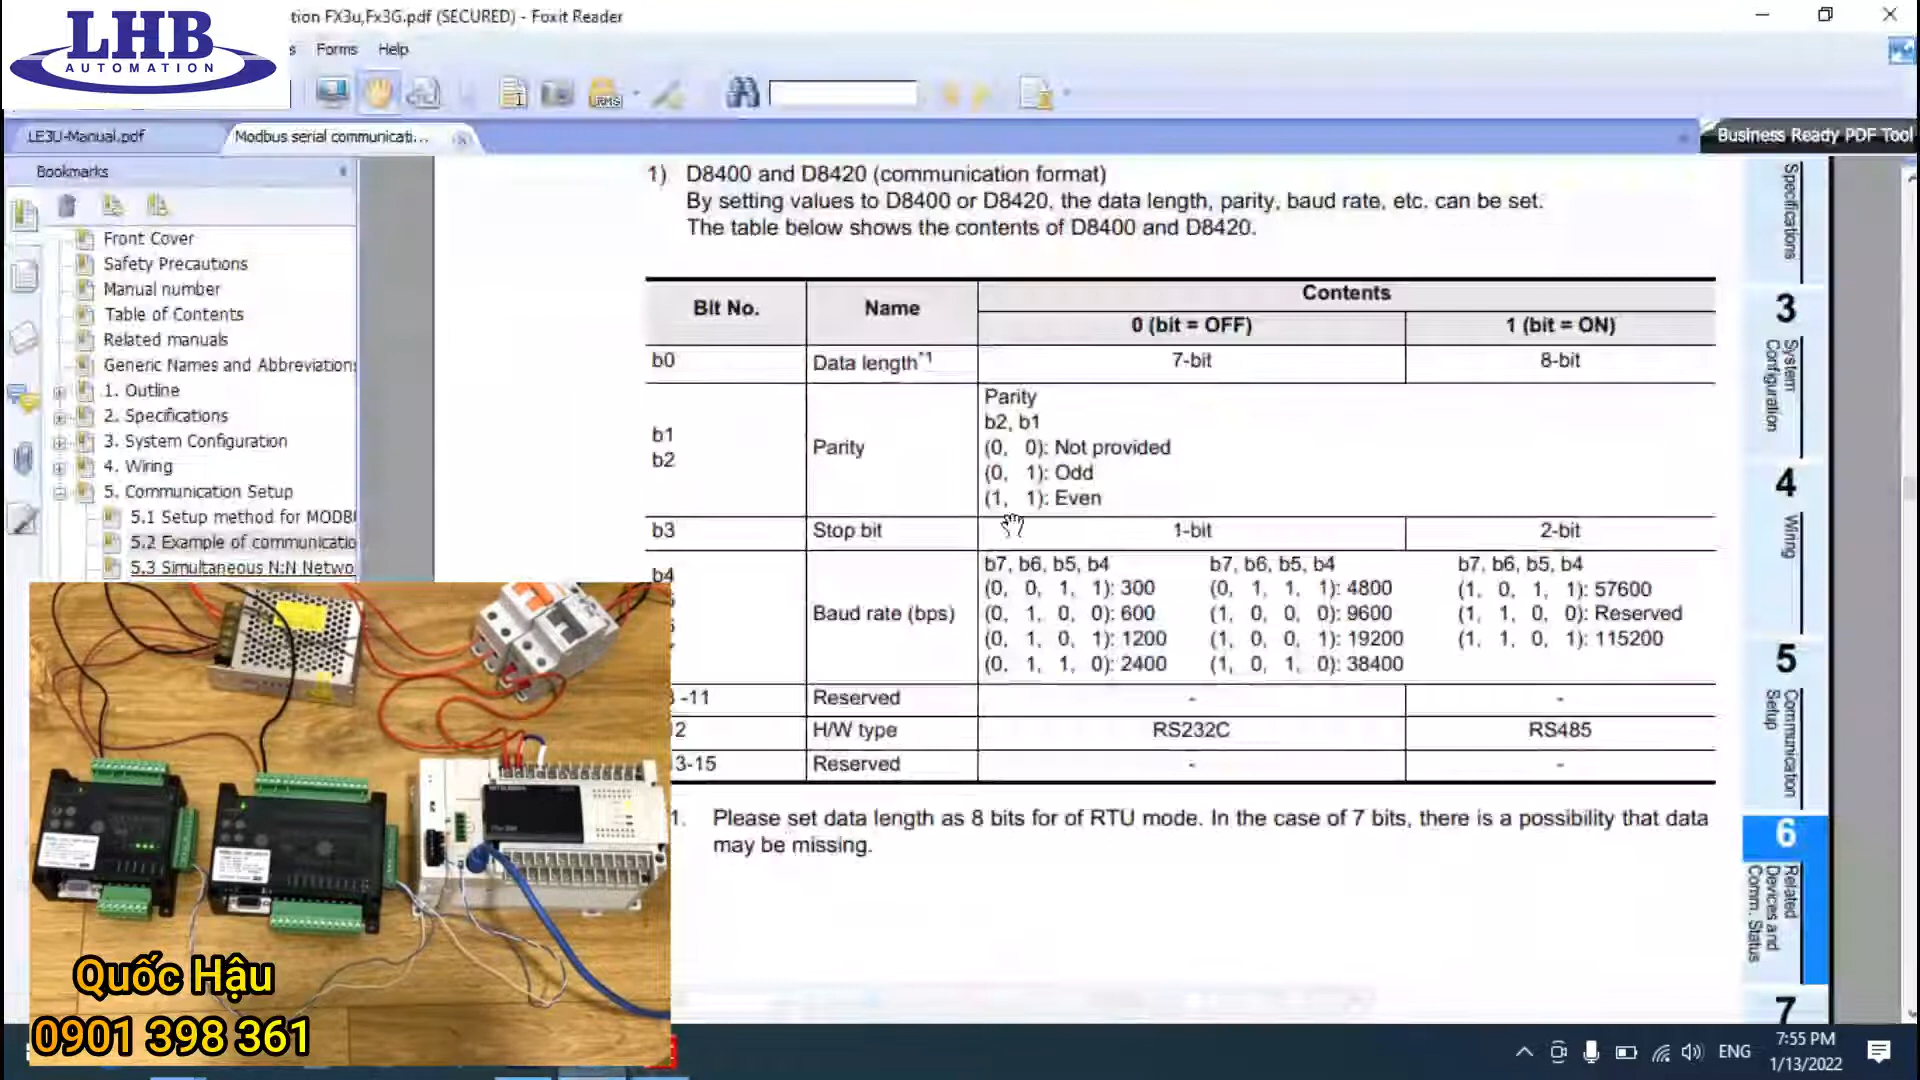 tion FX3u,Fx3G.pdf (SECURED) - Foxit Reader
LHB
AUTOMATION
s Forms Help
LE3U-Manual.pdf
Modbus serial communicati...
Business Ready PDF Tool
Bookmarks
Front Cover
Safety Precautions
Manual number
Table of Contents
Related manuals
Generic Names and Abbreviation
1. Outline
2. Specifications
3. System Configuration
4. Wiring
5. Communication Setup
5.1 Setup method for MODB
5.2 Example of communicatio
5.3 Simultaneous N:N Netwo
1) D8400 and D8420 (communication format)
By setting values to D8400 or D8420, the data length, parity, baud rate, etc. can be set.
The table below shows the contents of D8400 and D8420.
Bit No. Name Contents
0 (bit = OFF) 1 (bit = ON)
b0 Data length*1 7-bit 8-bit
b1
b2
Parity
Parity
b2, b1
(0, 0): Not provided
(0, 1): Odd
(1, 1): Even
b3 Stop bit 1-bit 2-bit
b4
Baud rate (bps)
b7, b6, b5, b4 b7, b6, b5, b4 b7, b6, b5, b4
(0, 0, 1, 1): 300 (0, 1, 1, 1): 4800 (1, 0, 1, 1): 57600
(0, 1, 0, 0): 600 (1, 0, 0, 0): 9600 (1, 1, 0, 0): Reserved
(0, 1, 0, 1): 1200 (1, 0, 0, 1): 19200 (1, 1, 0, 1): 115200
(0, 1, 1, 0): 2400 (1, 0, 1, 0): 38400
-11 Reserved - -
2 H/W type RS232C RS485
3-15 Reserved - -
1. Please set data length as 8 bits for of RTU mode. In the case of 7 bits, there is a possibility that data
may be missing.
Specifications
3
System
Configuration
4
Wiring
5
Communication
Setup
6
Related
Devices and
Comm. Status
7
Quốc Hậu
0901 398 361
ENG
7:55 PM
1/13/2022